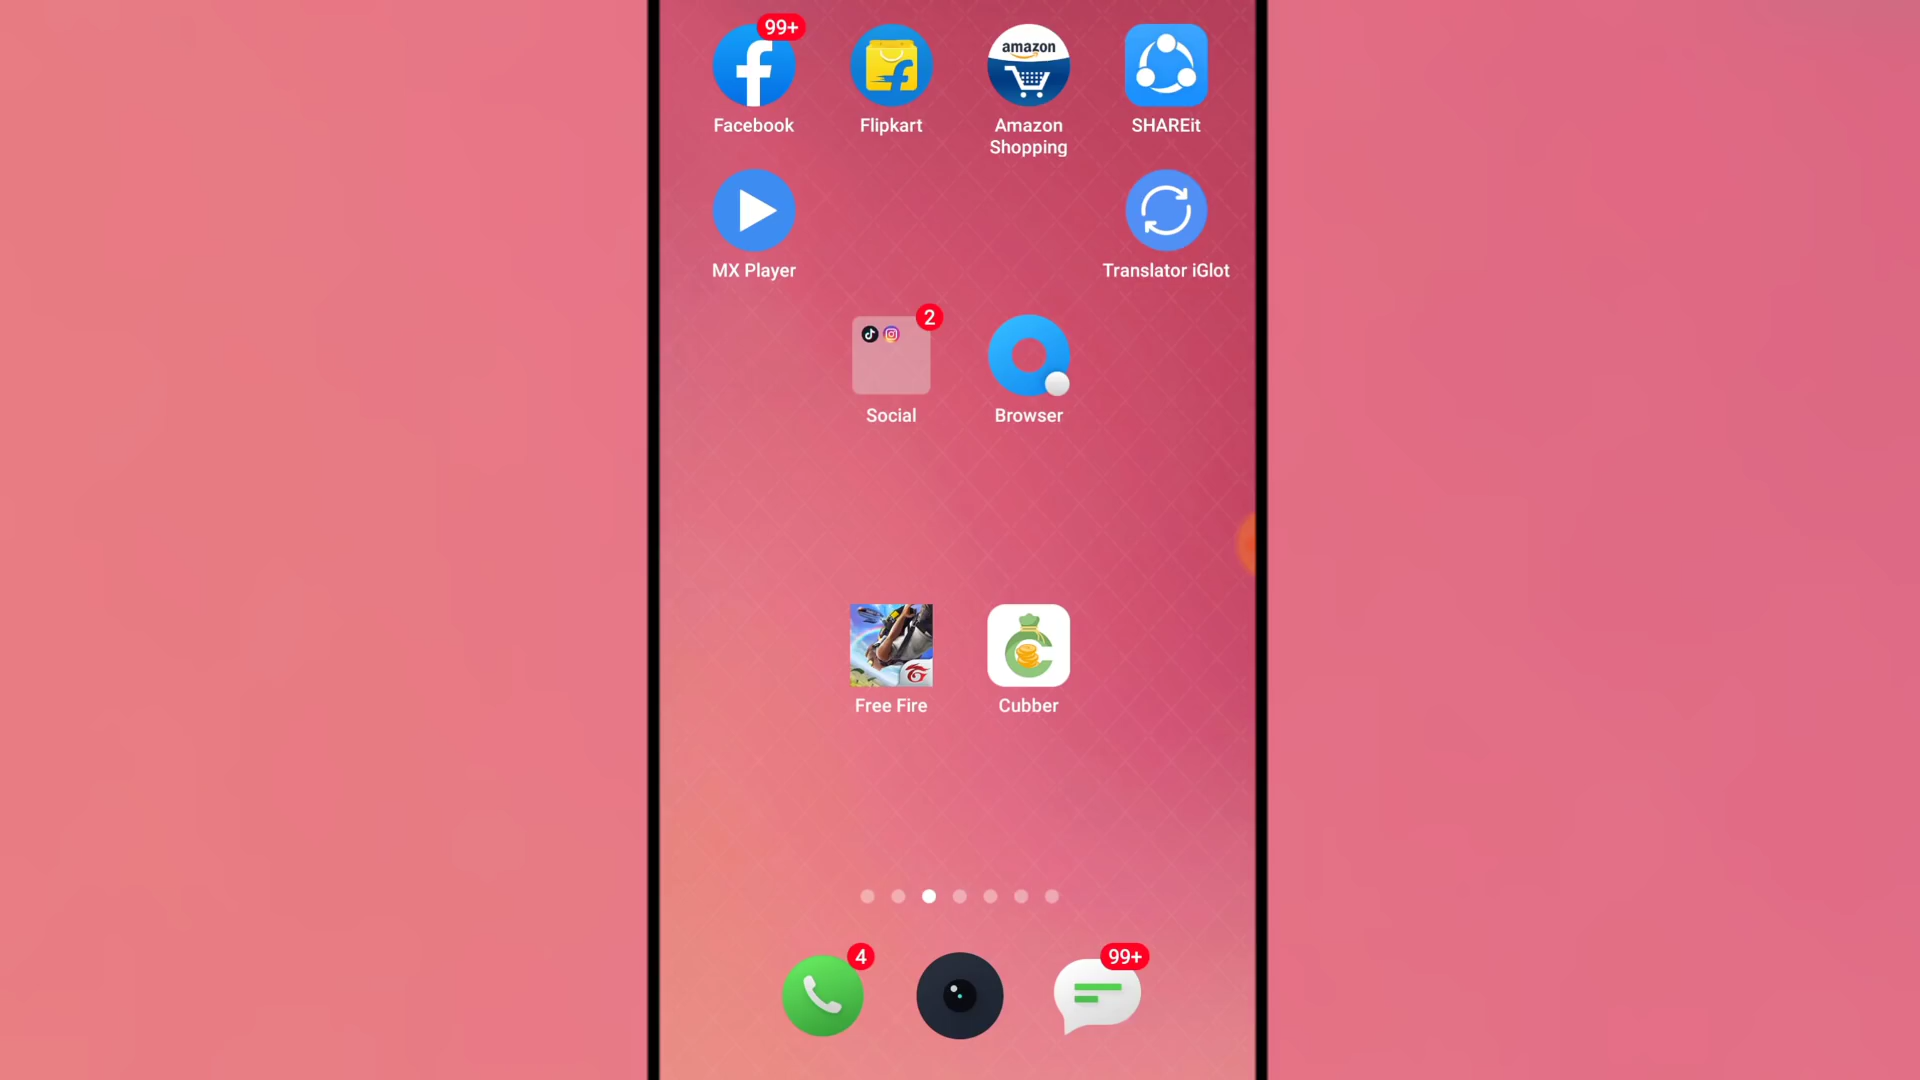 99+
Facebook
Flipkart
amazon
Amazon
Shopping
SHAREit
MX Player
Translator iGlot
2
Social
Browser
Free Fire
Cubber
4
99+